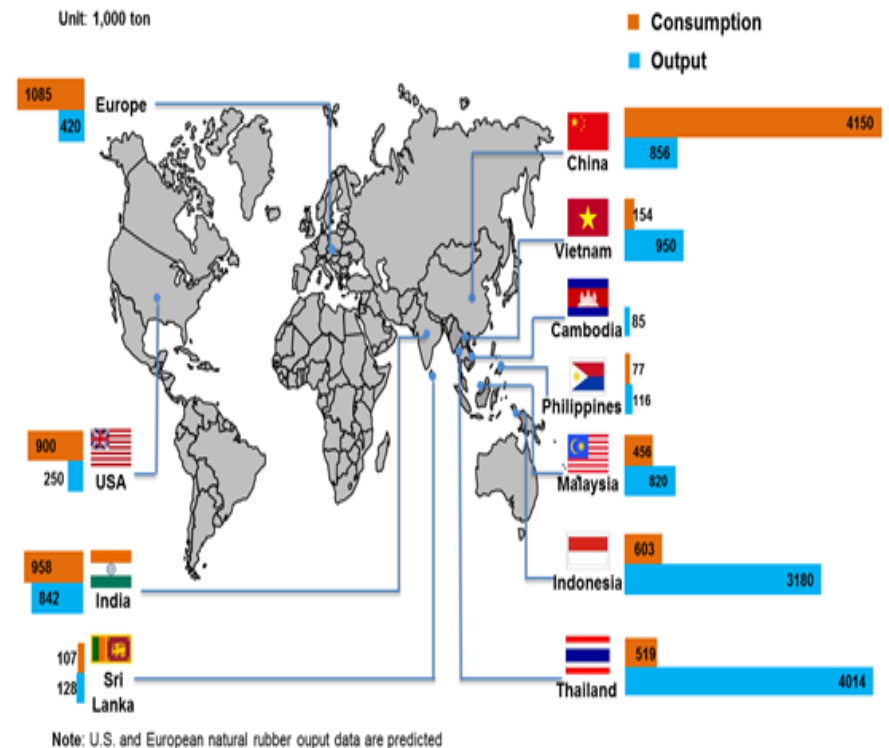 Unit: 1,000 ton
Consumption
Output
1085
420
Europe
China
4150
856
Vietnam
154
950
Cambodia
85
Philippines
77
116
Malaysia
456
820
Indonesia
603
3180
Thailand
519
4014
900
250
USA
958
842
India
107
128
Sri
Lanka
Note: U.S. and European natural rubber ouput data are predicted